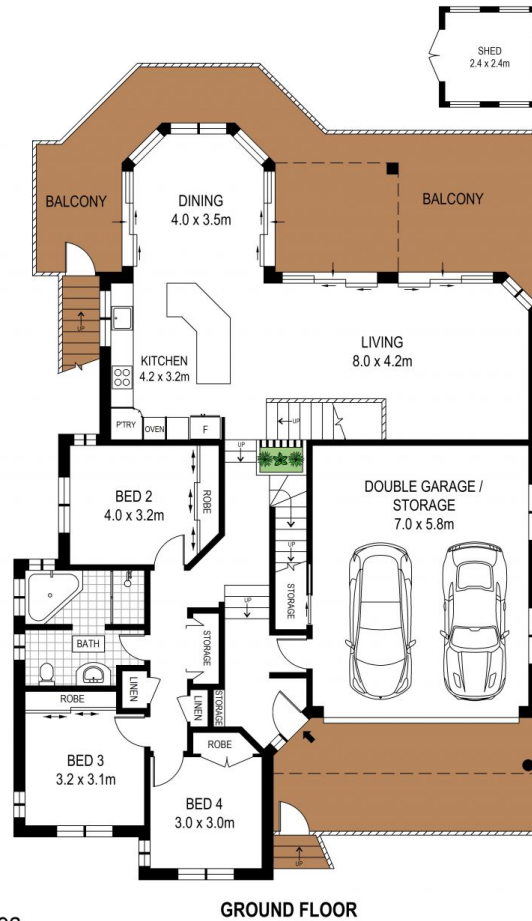 SHED
2.4 x 2.4m
BALCONY
DINING
4.0 x 3.5m
BALCONY
UP
KITCHEN
4.2 x 3.2m
LIVING
8.0 x 4.2m
P'TRY
OVEN
F
UP
UP
BED 2
4.0 x 3.2m
ROBE
DOUBLE GARAGE /
STORAGE
7.0 x 5.8m
UP
STORAGE
UP
BATH
STORAGE
LINEN
LINEN
STORAGE
ROBE
ROBE
BED 3
3.2 x 3.1m
BED 4
3.0 x 3.0m
UP
GROUND FLOOR